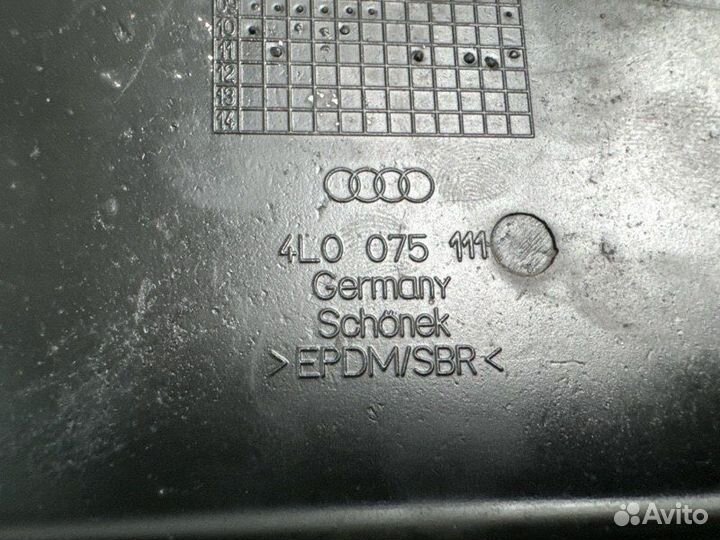 10
11
12
13
14
4L0 075 111
Germany
Schönek
>EPDM/SBR<
Avito